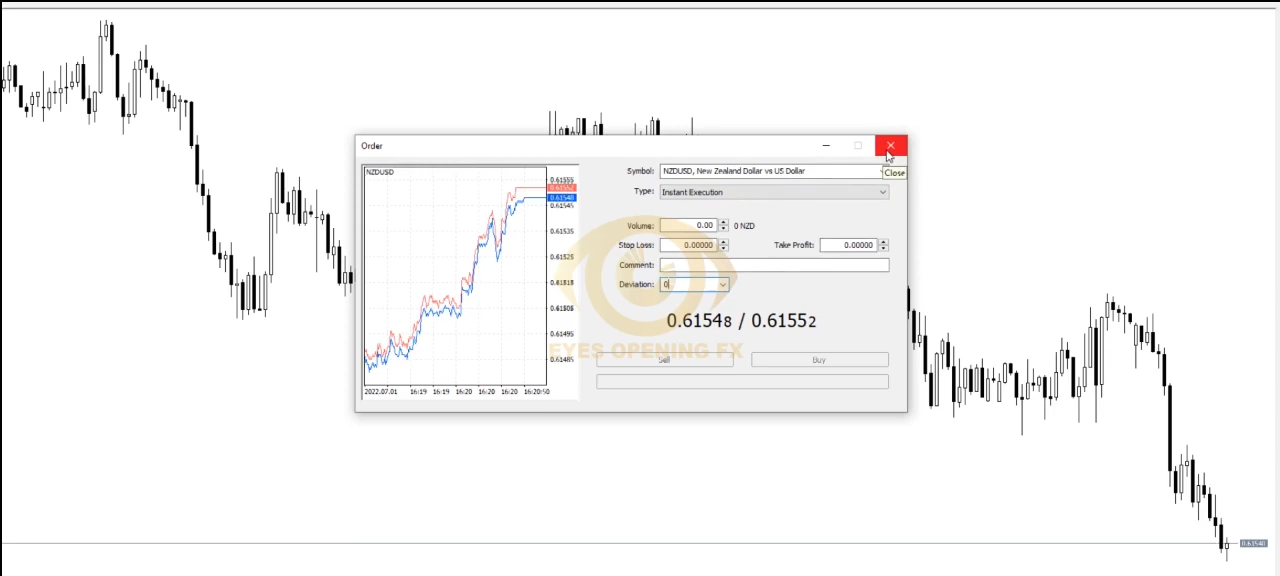 Order
Close
NZDUSD
0.61555
0.61552
0.61548
0.61545
0.61535
0.61525
0.61515
0.61505
0.61495
0.61485
2022.07.01 16:19 16:19 16:20 16:20 16:20 16:20:50
Symbol: NZDUSD, New Zealand Dollar vs US Dollar
Type: Instant Execution
Volume: 0.00 0 NZD
Stop Loss: 0.00000 Take Profit: 0.00000
Comment:
Deviation: 0
0.61548 / 0.61552
EYES OPENING FX
Sell Buy
0.61548